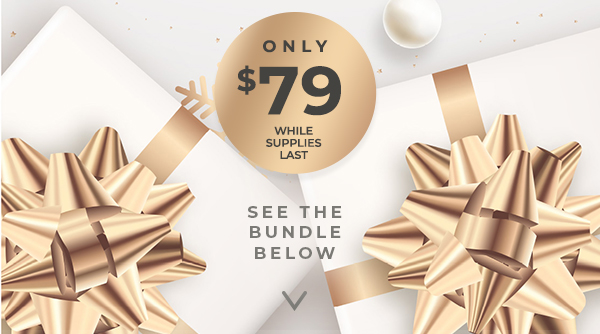 ONLY
$79
WHILE
SUPPLIES
LAST
SEE THE
BUNDLE
BELOW